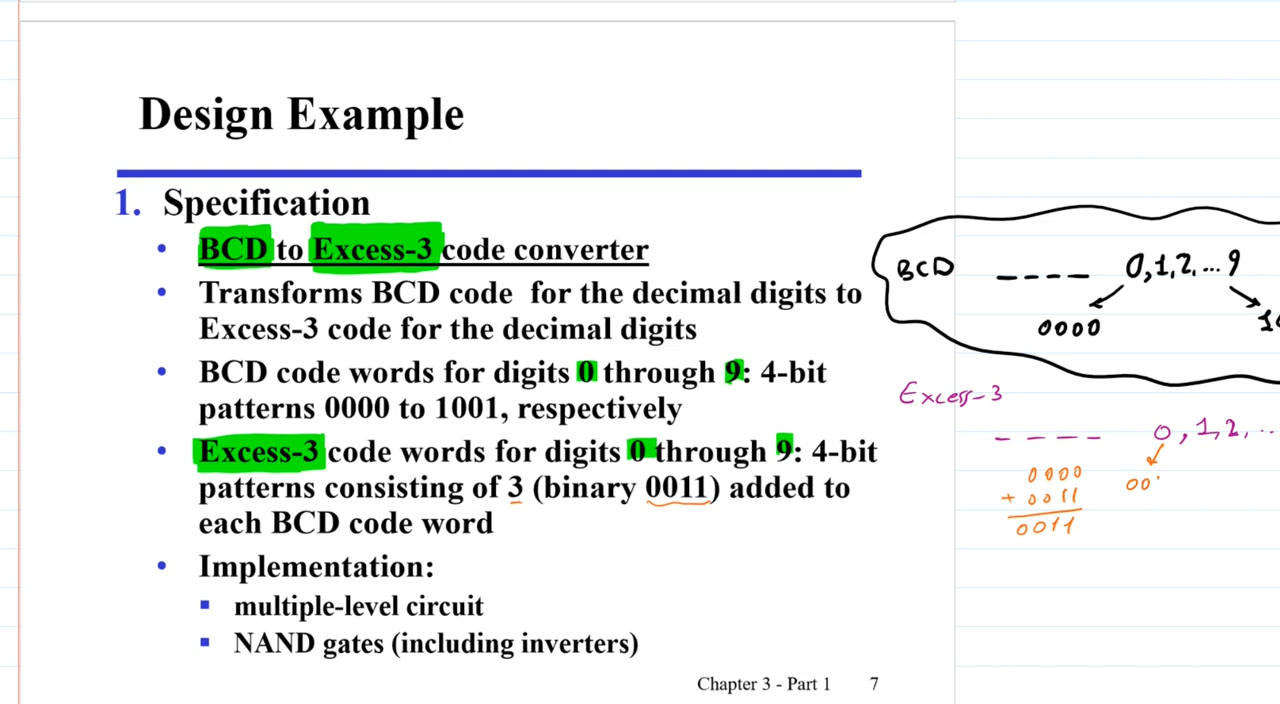 Design Example
1. Specification
• BCD to Excess-3 code converter
• Transforms BCD code for the decimal digits to
Excess-3 code for the decimal digits
• BCD code words for digits 0 through 9: 4-bit
patterns 0000 to 1001, respectively
• Excess-3 code words for digits 0 through 9: 4-bit
patterns consisting of 3 (binary 0011) added to
each BCD code word
• Implementation:
▪ multiple-level circuit
▪ NAND gates (including inverters)
Chapter 3 - Part 1 7
BCD _ _ _ _ 0,1,2,...9
0000
Excess-3
_ _ _ _ 0,1,2,...
0000
+ 0011
0011
00